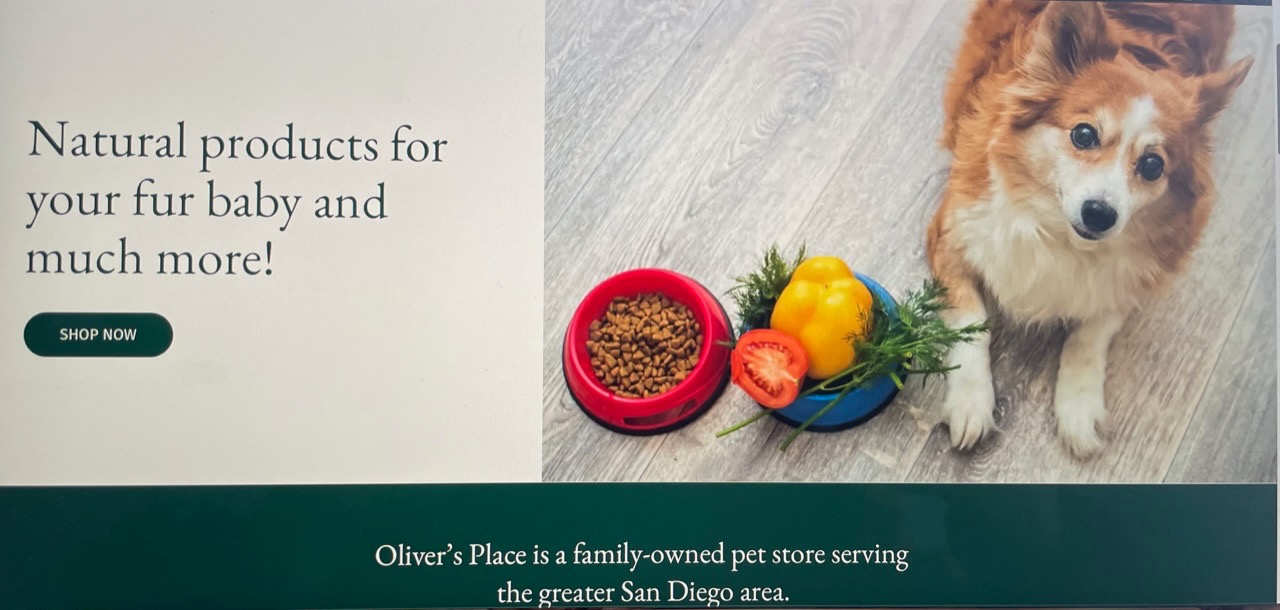 Natural products for
your fur baby and
much more!
SHOP NOW
Oliver’s Place is a family-owned pet store serving
the greater San Diego area.